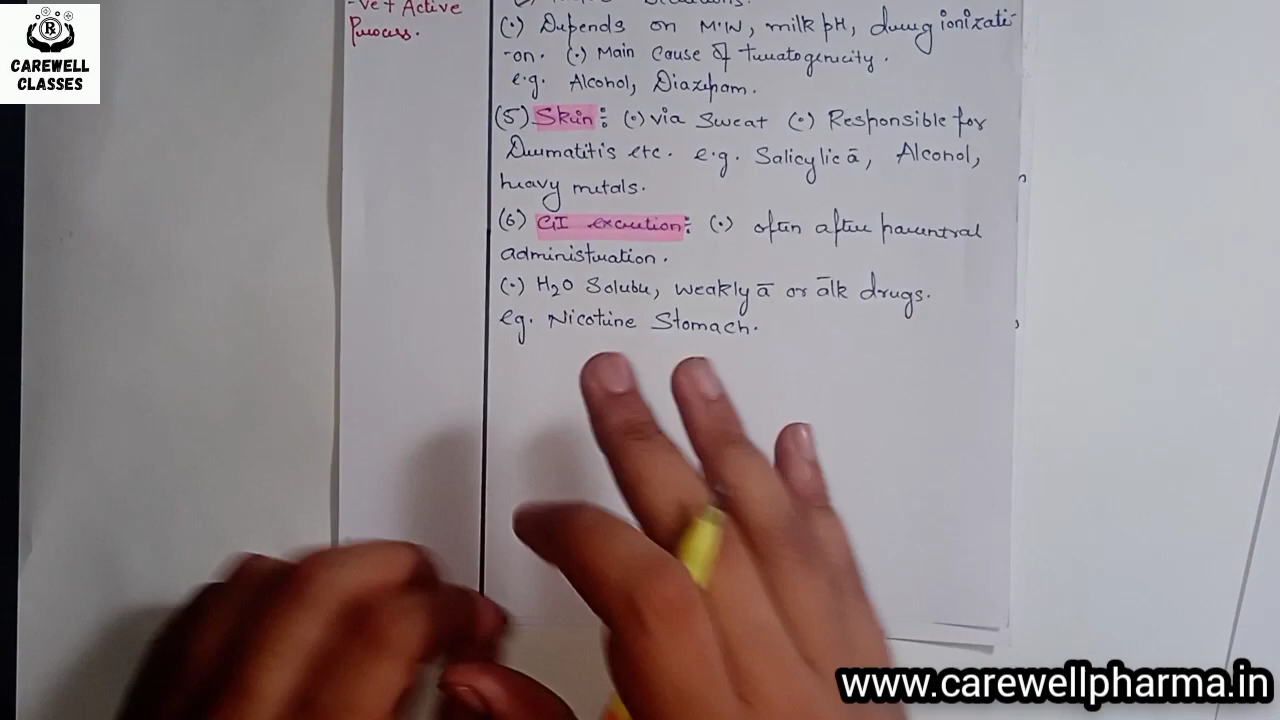 -ve + Active
Process.
(•) Depends on M.W, milk pH, drug ionizati-
-on. (•) Main Cause of teratogenicity.
e.g. Alcohol, Diazepam.
(5) Skin: (•) via Sweat (•) Responsible for
Dermatitis etc. e.g. Salicylic ā, Alcohol,
heavy metals.
(6) GI excretion: (•) often after parentral
administration.
(•) H₂O Soluble, weakly ā or ālk drugs.
eg. Nicotine Stomach.
Rx
CAREWELL
CLASSES
www.carewellpharma.in